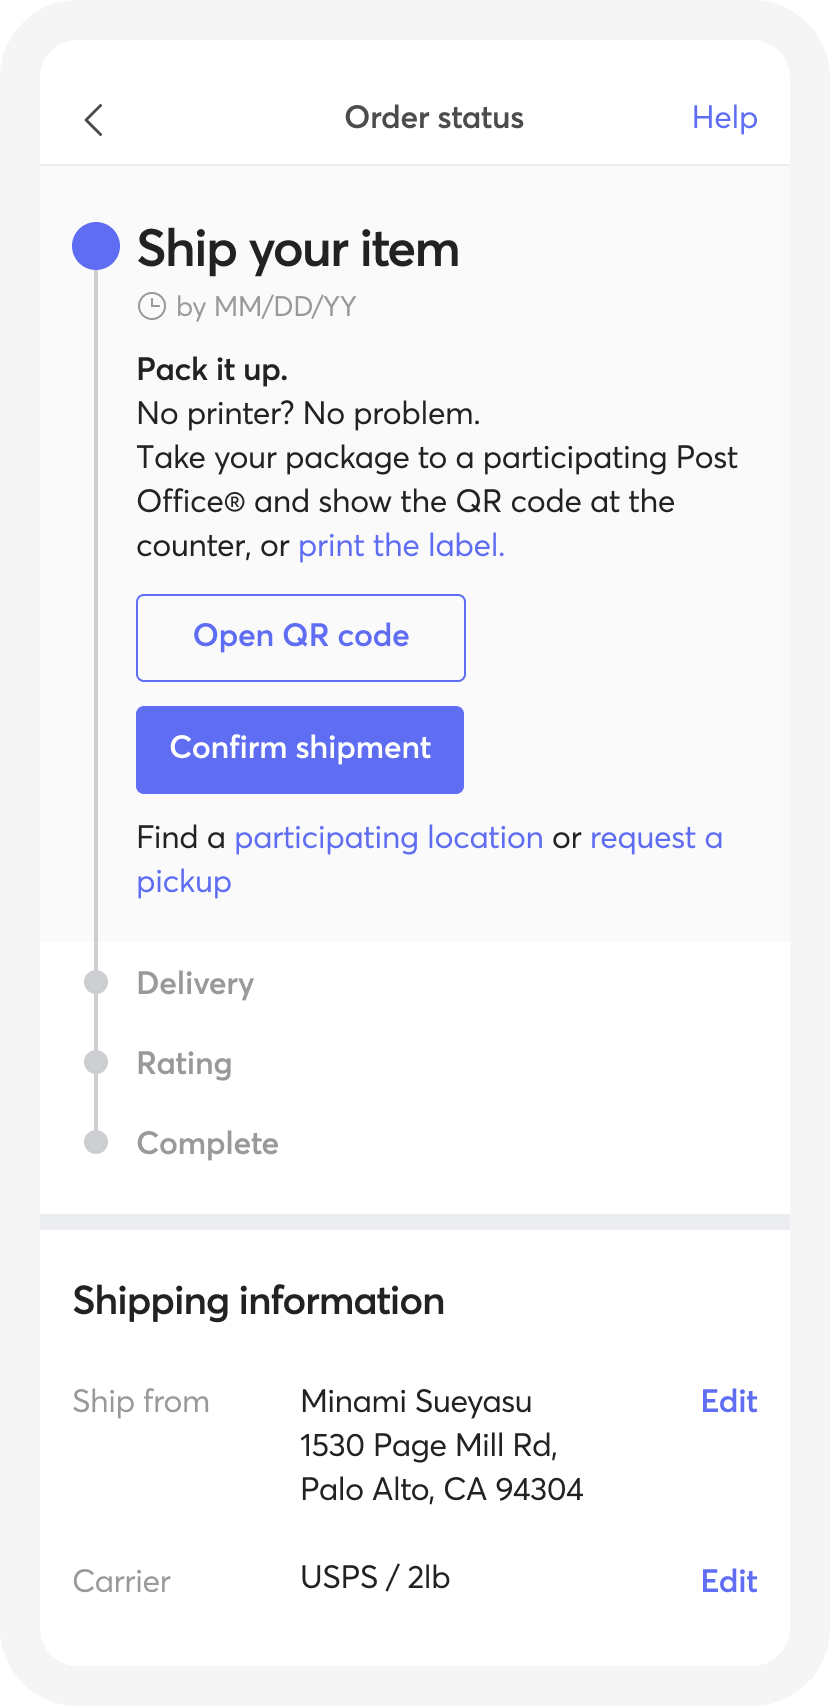 Order status
Help
Ship your item
by MM/DD/YY
Pack it up.
No printer? No problem.
Take your package to a participating Post
Office® and show the QR code at the
counter, or print the label.
Open QR code
Confirm shipment
Find a participating location or request a
pickup
Delivery
Rating
Complete
Shipping information
Ship from
Minami Sueyasu
Edit
1530 Page Mill Rd,
Palo Alto, CA 94304
Carrier
USPS / 2lb
Edit